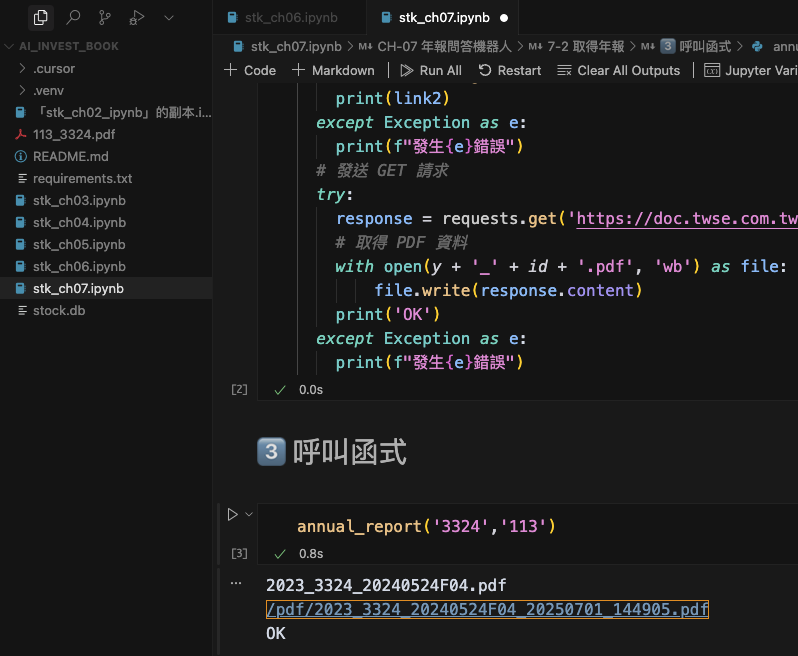 stk_ch06.ipynb
stk_ch07.ipynb
AI_INVEST_BOOK
.cursor
.venv
「stk_ch02_ipynb」的副本.i...
113_3324.pdf
README.md
requirements.txt
stk_ch03.ipynb
stk_ch04.ipynb
stk_ch05.ipynb
stk_ch06.ipynb
stk_ch07.ipynb
stock.db
stk_ch07.ipynb > M↓ CH-07 年報問答機器人 > M↓ 7-2 取得年報 > M↓ 3️⃣ 呼叫函式 > annu
+ Code + Markdown Run All Restart Clear All Outputs Jupyter Vari
print(link2)
except Exception as e:
print(f"發生{e}錯誤")
# 發送 GET 請求
try:
response = requests.get('https://doc.twse.com.tw
# 取得 PDF 資料
with open(y + '_' + id + '.pdf', 'wb') as file:
file.write(response.content)
print('OK')
except Exception as e:
print(f"發生{e}錯誤")
[2] ✓ 0.0s
3️⃣ 呼叫函式
annual_report('3324','113')
[3] ✓ 0.8s
... 2023_3324_20240524F04.pdf
/pdf/2023_3324_20240524F04_20250701_144905.pdf
OK